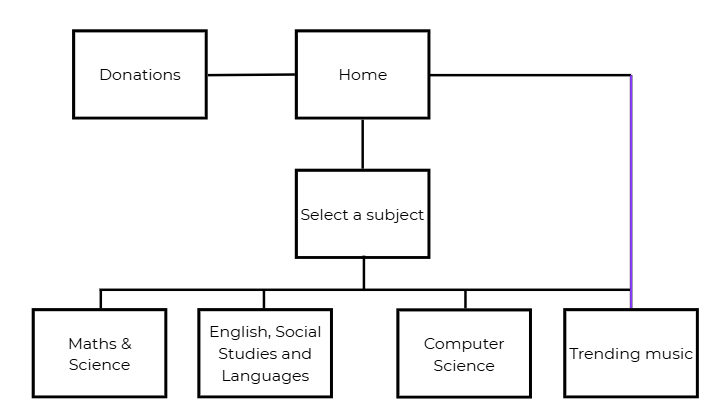 Donations
Home
Select a subject
Maths &
Science
English, Social
Studies and
Languages
Computer
Science
Trending music